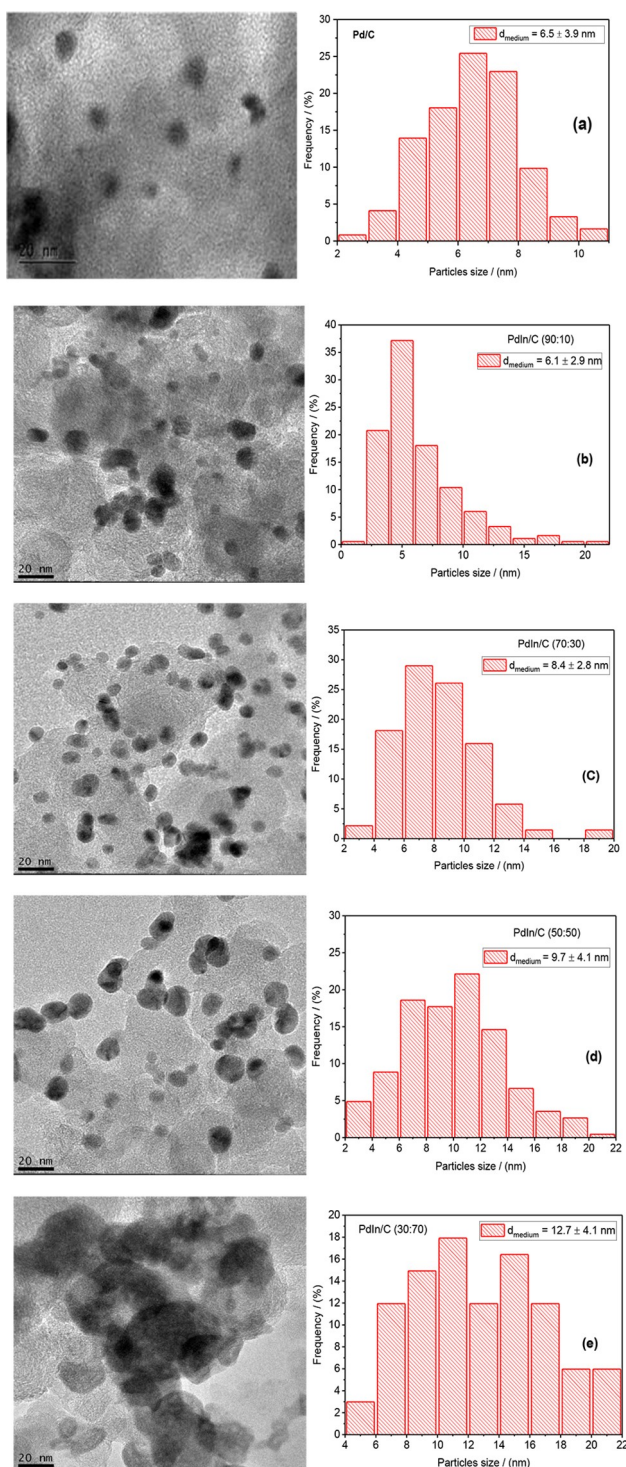 20 nm
Pd/C
d_medium = 6.5 ± 3.9 nm
(a)
Frequency / (%)
30
25
20
15
10
5
0
2 4 6 8 10
Particles size / (nm)
20 nm
PdIn/C (90:10)
d_medium = 6.1 ± 2.9 nm
(b)
Frequency / (%)
40
35
30
25
20
15
10
5
0
0 5 10 15 20
Particles size / (nm)
20 nm
PdIn/C (70:30)
d_medium = 8.4 ± 2.8 nm
(C)
Frequency / (%)
35
30
25
20
15
10
5
0
2 4 6 8 10 12 14 16 18 20
Particles size / (nm)
20 nm
PdIn/C (50:50)
d_medium = 9.7 ± 4.1 nm
(d)
Frequency / (%)
30
25
20
15
10
5
0
2 4 6 8 10 12 14 16 18 20 22
Particles size / (nm)
20 nm
PdIn/C (30:70)
d_medium = 12.7 ± 4.1 nm
(e)
Frequency / (%)
20
18
16
14
12
10
8
6
4
2
0
4 6 8 10 12 14 16 18 20 22
Particles size / (nm)